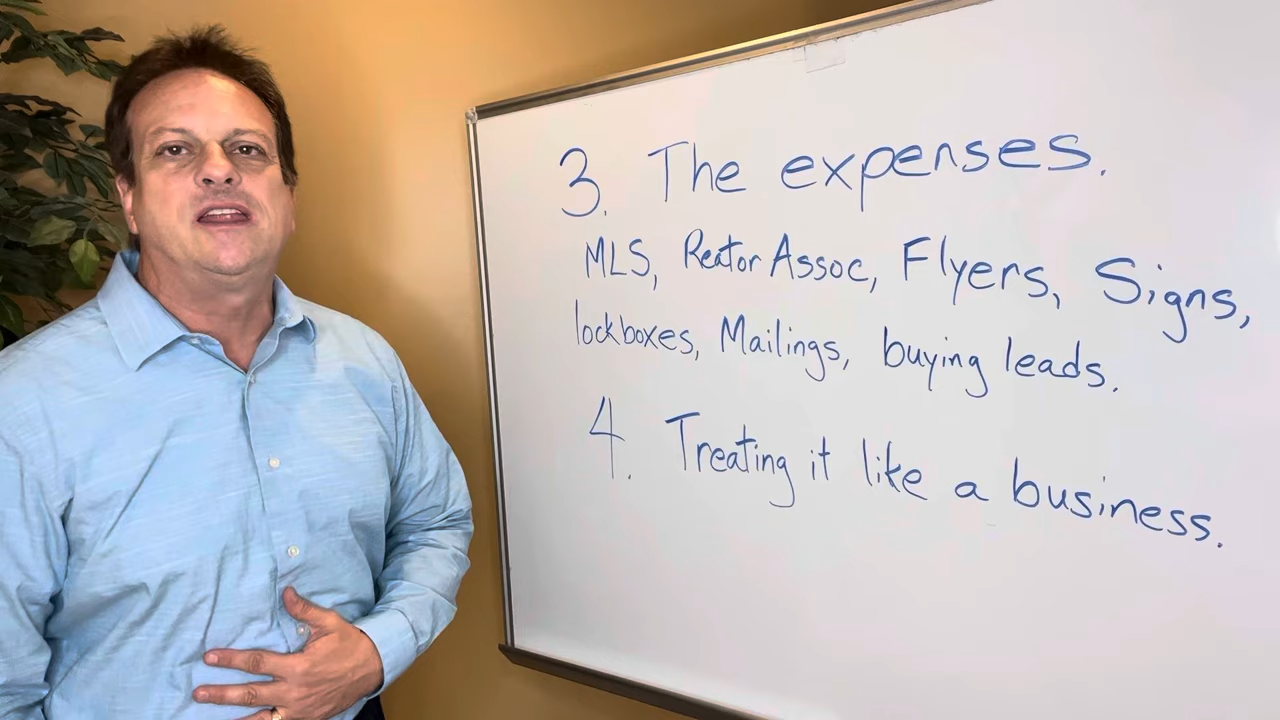 3. The expenses.
MLS, Reator Assoc, Flyers, Signs,
lockboxes, Mailings, buying leads.
4. Treating it like a business.